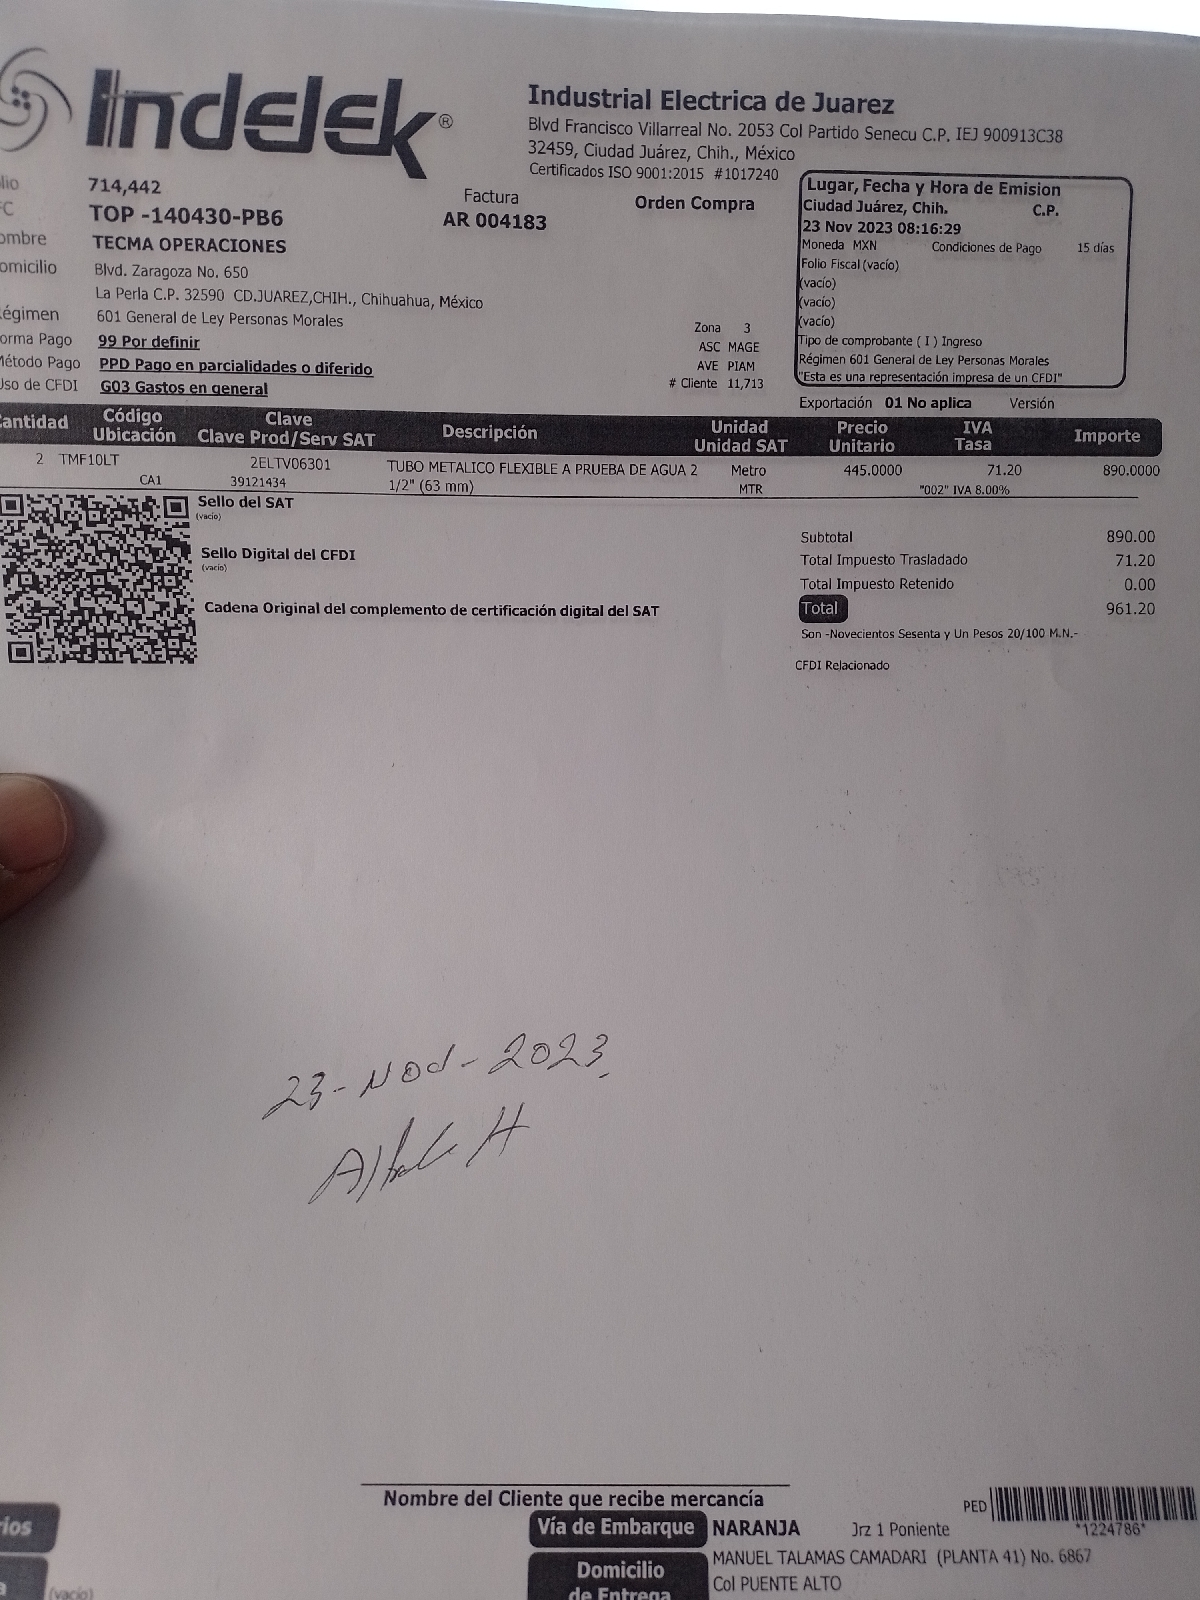 Indelek®
Industrial Electrica de Juarez
Blvd Francisco Villarreal No. 2053 Col Partido Senecu C.P. IEJ 900913C38
32459, Ciudad Juárez, Chih., México
Certificados ISO 9001:2015 #1017240
lio 714,442
C TOP -140430-PB6
ombre TECMA OPERACIONES
omicilio Blvd. Zaragoza No. 650
La Perla C.P. 32590 CD.JUAREZ,CHIH., Chihuahua, México
égimen 601 General de Ley Personas Morales
orma Pago 99 Por definir
létodo Pago PPD Pago en parcialidades o diferido
Uso de CFDI G03 Gastos en general
Factura
AR 004183
Orden Compra
Zona 3
ASC MAGE
AVE PIAM
# Cliente 11,713
Lugar, Fecha y Hora de Emision
Ciudad Juárez, Chih. C.P.
23 Nov 2023 08:16:29
Moneda MXN Condiciones de Pago 15 días
Folio Fiscal (vacío)
(vacío)
(vacío)
(vacío)
Tipo de comprobante ( I ) Ingreso
Régimen 601 General de Ley Personas Morales
"Esta es una representación impresa de un CFDI"
Exportación 01 No aplica Versión
Cantidad Código Ubicación Clave Clave Prod/Serv SAT Descripción Unidad Unidad SAT Precio Unitario IVA Tasa Importe
2 TMF10LT 2ELTV06301 TUBO METALICO FLEXIBLE A PRUEBA DE AGUA 2 Metro 445.0000 71.20 890.0000
CA1 39121434 1/2" (63 mm) MTR "002" IVA 8.00%
Sello del SAT
(vacío)
Sello Digital del CFDI
(vacío)
Cadena Original del complemento de certificación digital del SAT
Subtotal 890.00
Total Impuesto Trasladado 71.20
Total Impuesto Retenido 0.00
Total 961.20
Son -Novecientos Sesenta y Un Pesos 20/100 M.N.-
CFDI Relacionado
23-Nov-2023
Nombre del Cliente que recibe mercancía
PED *1224786*
rios
Vía de Embarque NARANJA Jrz 1 Poniente
Domicilio de Entrega MANUEL TALAMAS CAMADARI (PLANTA 41) No. 6867
Col PUENTE ALTO
a (vacío)